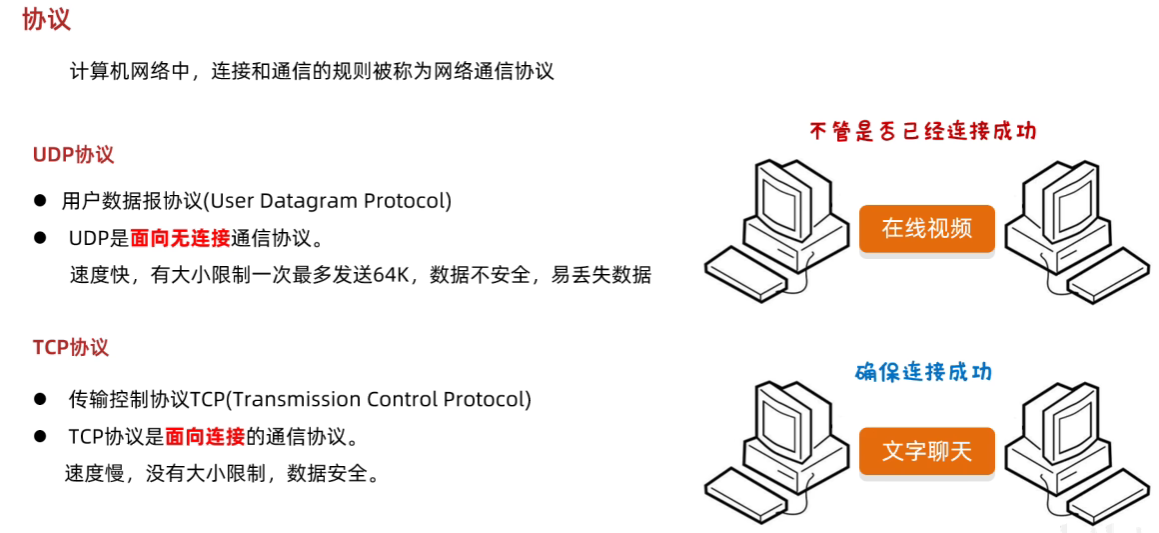 协议
计算机网络中，连接和通信的规则被称为网络通信协议
UDP协议
● 用户数据报协议(User Datagram Protocol)
● UDP是面向无连接通信协议。
速度快，有大小限制一次最多发送64K，数据不安全，易丢失数据
不管是否已经连接成功
在线视频
TCP协议
● 传输控制协议TCP(Transmission Control Protocol)
● TCP协议是面向连接的通信协议。
速度慢，没有大小限制，数据安全。
确保连接成功
文字聊天